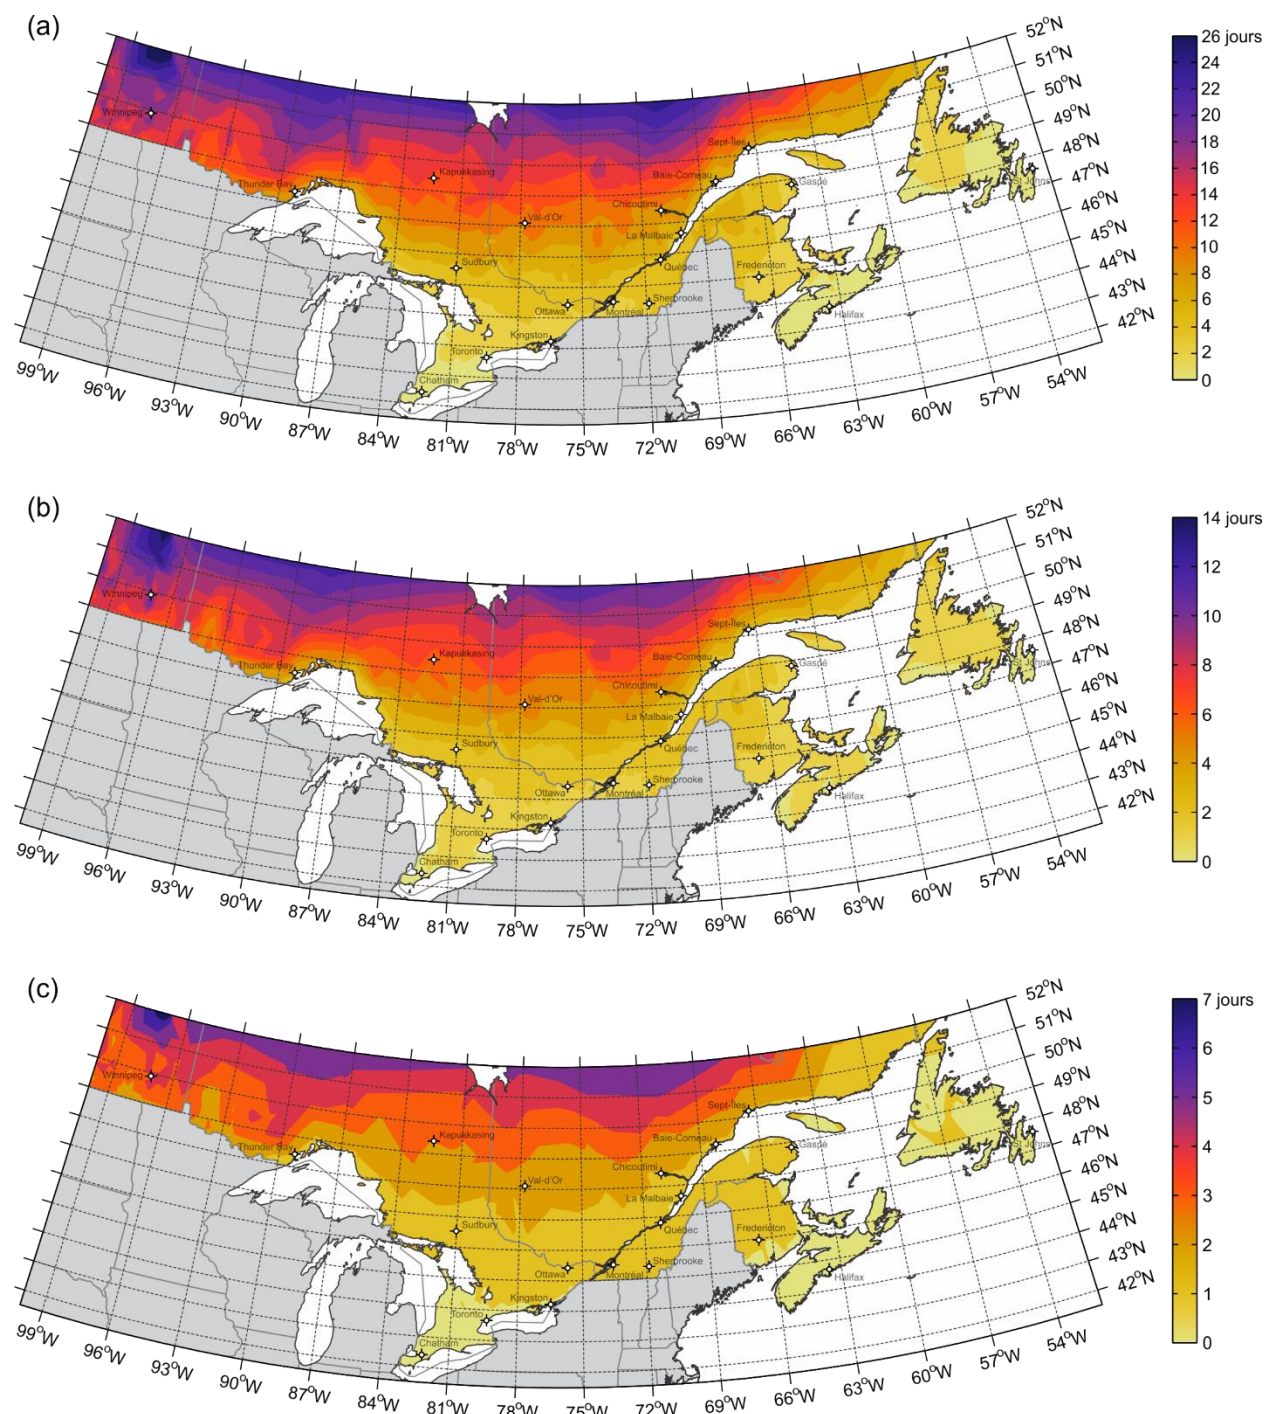 (a)
52°N
51°N
50°N
49°N
48°N
47°N
46°N
45°N
44°N
43°N
42°N
26 jours
24
22
20
18
16
14
12
10
8
6
4
2
0
Winnipeg
Thunder Bay
Kapuskasing
Val-d'Or
Sudbury
Ottawa
Kingston
Toronto
Chatham
Montréal
Sherbrooke
Québec
La Malbaie
Chicoutimi
Baie-Comeau
Sept-Îles
Gaspé
Fredericton
Halifax
St Johns
99°W
96°W
93°W
90°W
87°W
84°W
81°W
78°W
75°W
72°W
69°W
66°W
63°W
60°W
57°W
54°W
(b)
52°N
51°N
50°N
49°N
48°N
47°N
46°N
45°N
44°N
43°N
42°N
14 jours
12
10
8
6
4
2
0
Winnipeg
Thunder Bay
Kapuskasing
Val-d'Or
Sudbury
Ottawa
Kingston
Toronto
Chatham
Montréal
Sherbrooke
Québec
La Malbaie
Chicoutimi
Baie-Comeau
Sept-Îles
Gaspé
Fredericton
Halifax
St Johns
99°W
96°W
93°W
90°W
87°W
84°W
81°W
78°W
75°W
72°W
69°W
66°W
63°W
60°W
57°W
54°W
(c)
52°N
51°N
50°N
49°N
48°N
47°N
46°N
45°N
44°N
43°N
42°N
7 jours
6
5
4
3
2
1
0
Winnipeg
Thunder Bay
Kapuskasing
Val-d'Or
Sudbury
Ottawa
Kingston
Toronto
Chatham
Montréal
Sherbrooke
Québec
La Malbaie
Chicoutimi
Baie-Comeau
Sept-Îles
Gaspé
Fredericton
Halifax
St Johns
99°W
96°W
93°W
90°W
87°W
84°W
81°W
78°W
75°W
72°W
69°W
66°W
63°W
60°W
57°W
54°W